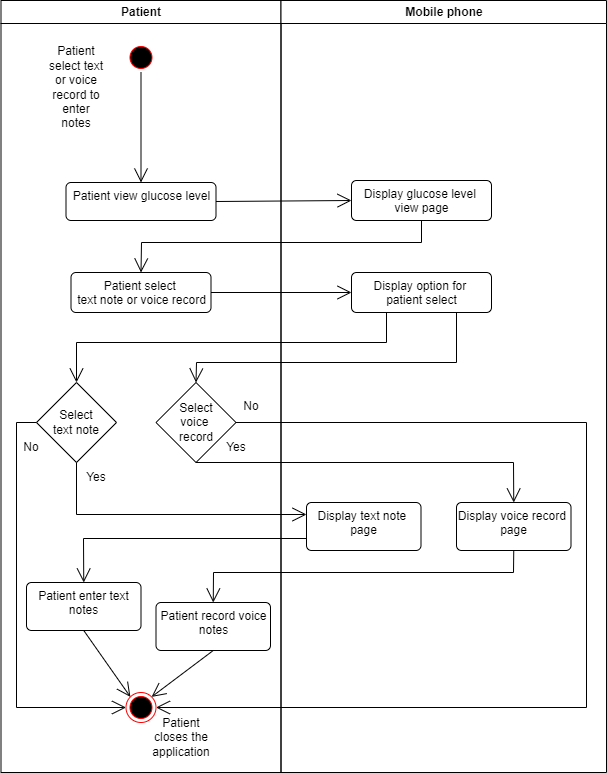 Patient
Mobile phone
Patient
select text
or voice
record to
enter
notes
Patient view glucose level
Display glucose level
view page
Patient select
text note or voice record
Display option for
patient select
Select
text note
Select
voice
record
No
No
Yes
Yes
Display text note
page
Display voice record
page
Patient enter text
notes
Patient record voice
notes
Patient
closes the
application